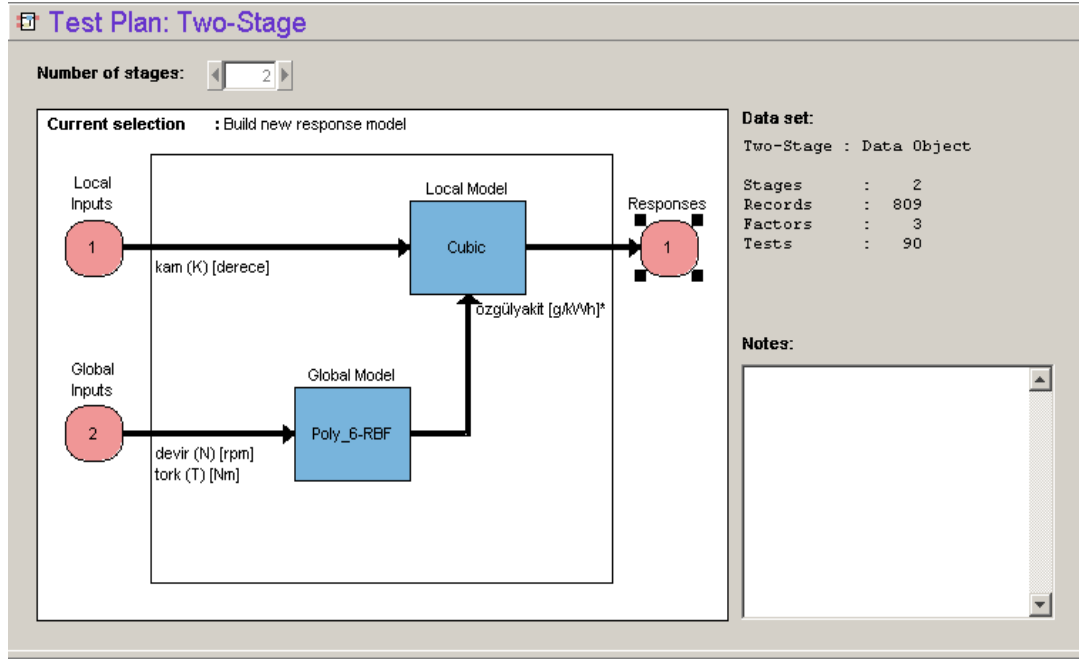 Test Plan: Two-Stage
Number of stages: 2
Current selection : Build new response model
Local
Inputs
1
kam (K) [derece]
Local Model
Cubic
Responses
1
özgülyakit [g/kWh]*
Global
Inputs
2
devir (N) [rpm]
tork (T) [Nm]
Global Model
Poly_6-RBF
Data set:
Two-Stage : Data Object
Stages : 2
Records : 809
Factors : 3
Tests : 90
Notes: